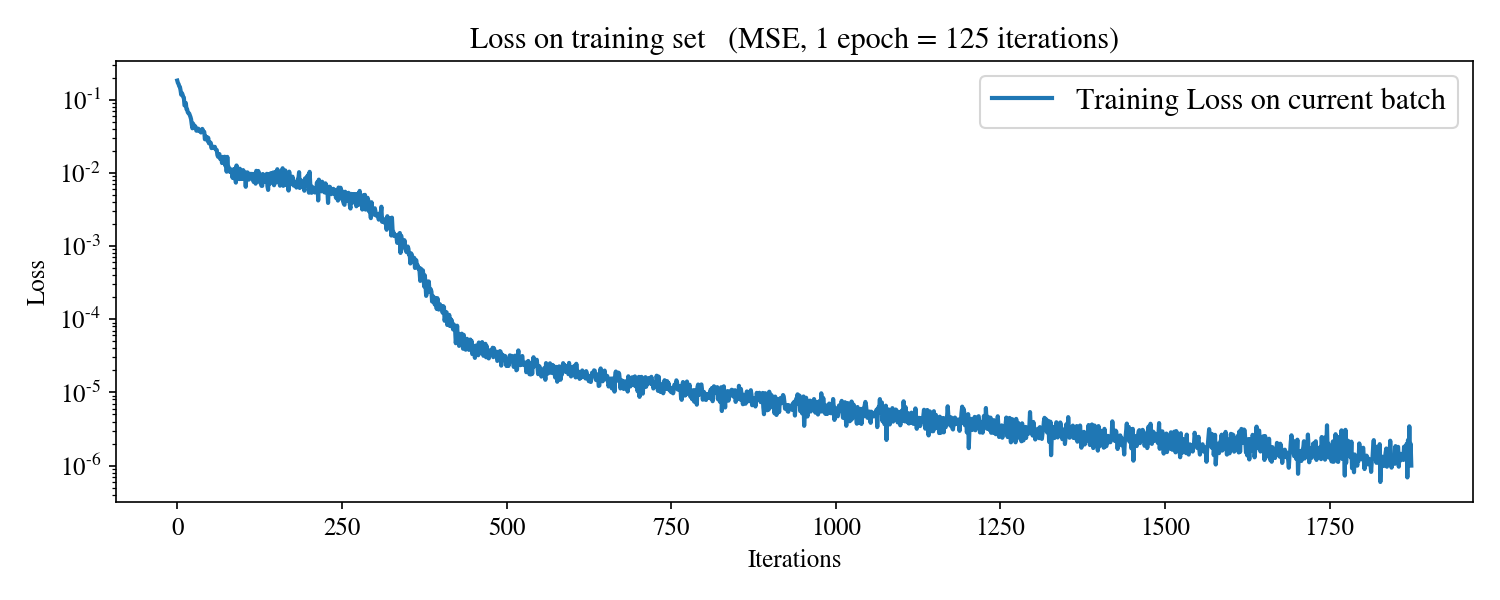 Loss on training set   (MSE, 1 epoch = 125 iterations)
Training Loss on current batch
Loss
10^-1
10^-2
10^-3
10^-4
10^-5
10^-6
0 250 500 750 1000 1250 1500 1750
Iterations